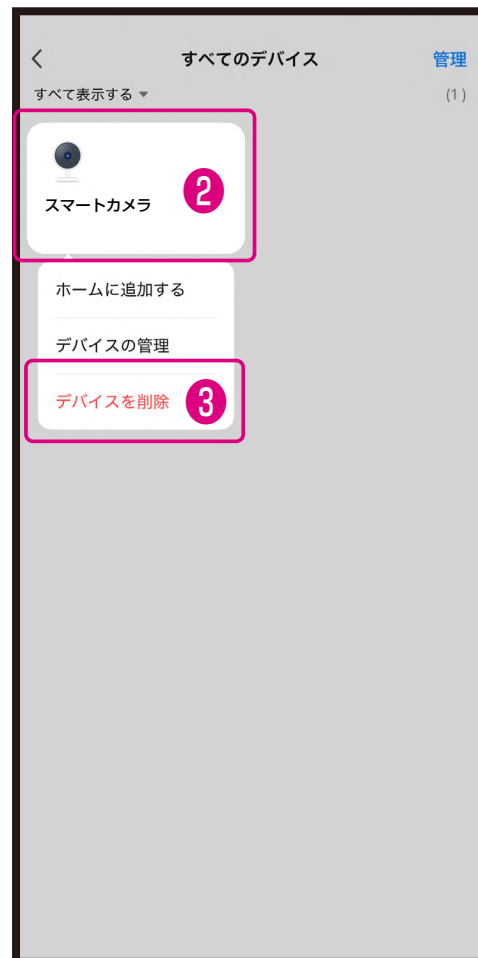 すべてのデバイス 管理
すべて表示する (1)
スマートカメラ 2
ホームに追加する
デバイスの管理
デバイスを削除 3